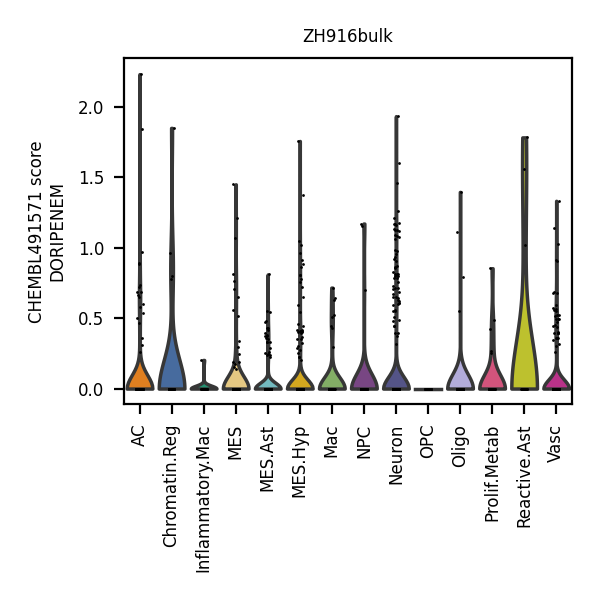 ZH916bulk
CHEMBL491571 score
DORIPENEM
2.0
1.5
1.0
0.5
0.0
AC
Chromatin.Reg
Inflammatory.Mac
MES
MES.Ast
MES.Hyp
Mac
NPC
Neuron
OPC
Oligo
Prolif.Metab
Reactive.Ast
Vasc